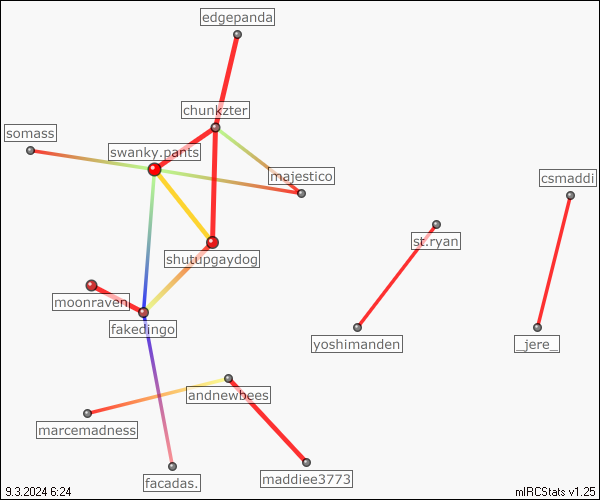 edgepanda
chunkzter
somass
swanky.pants
majestico
csmaddi
st.ryan
shutupgaydog
moonraven
fakedingo
yoshimanden
_jere_
andnewbees
marcemadness
facadas.
maddiee3773
9.3.2024 6:24
mIRCStats v1.25